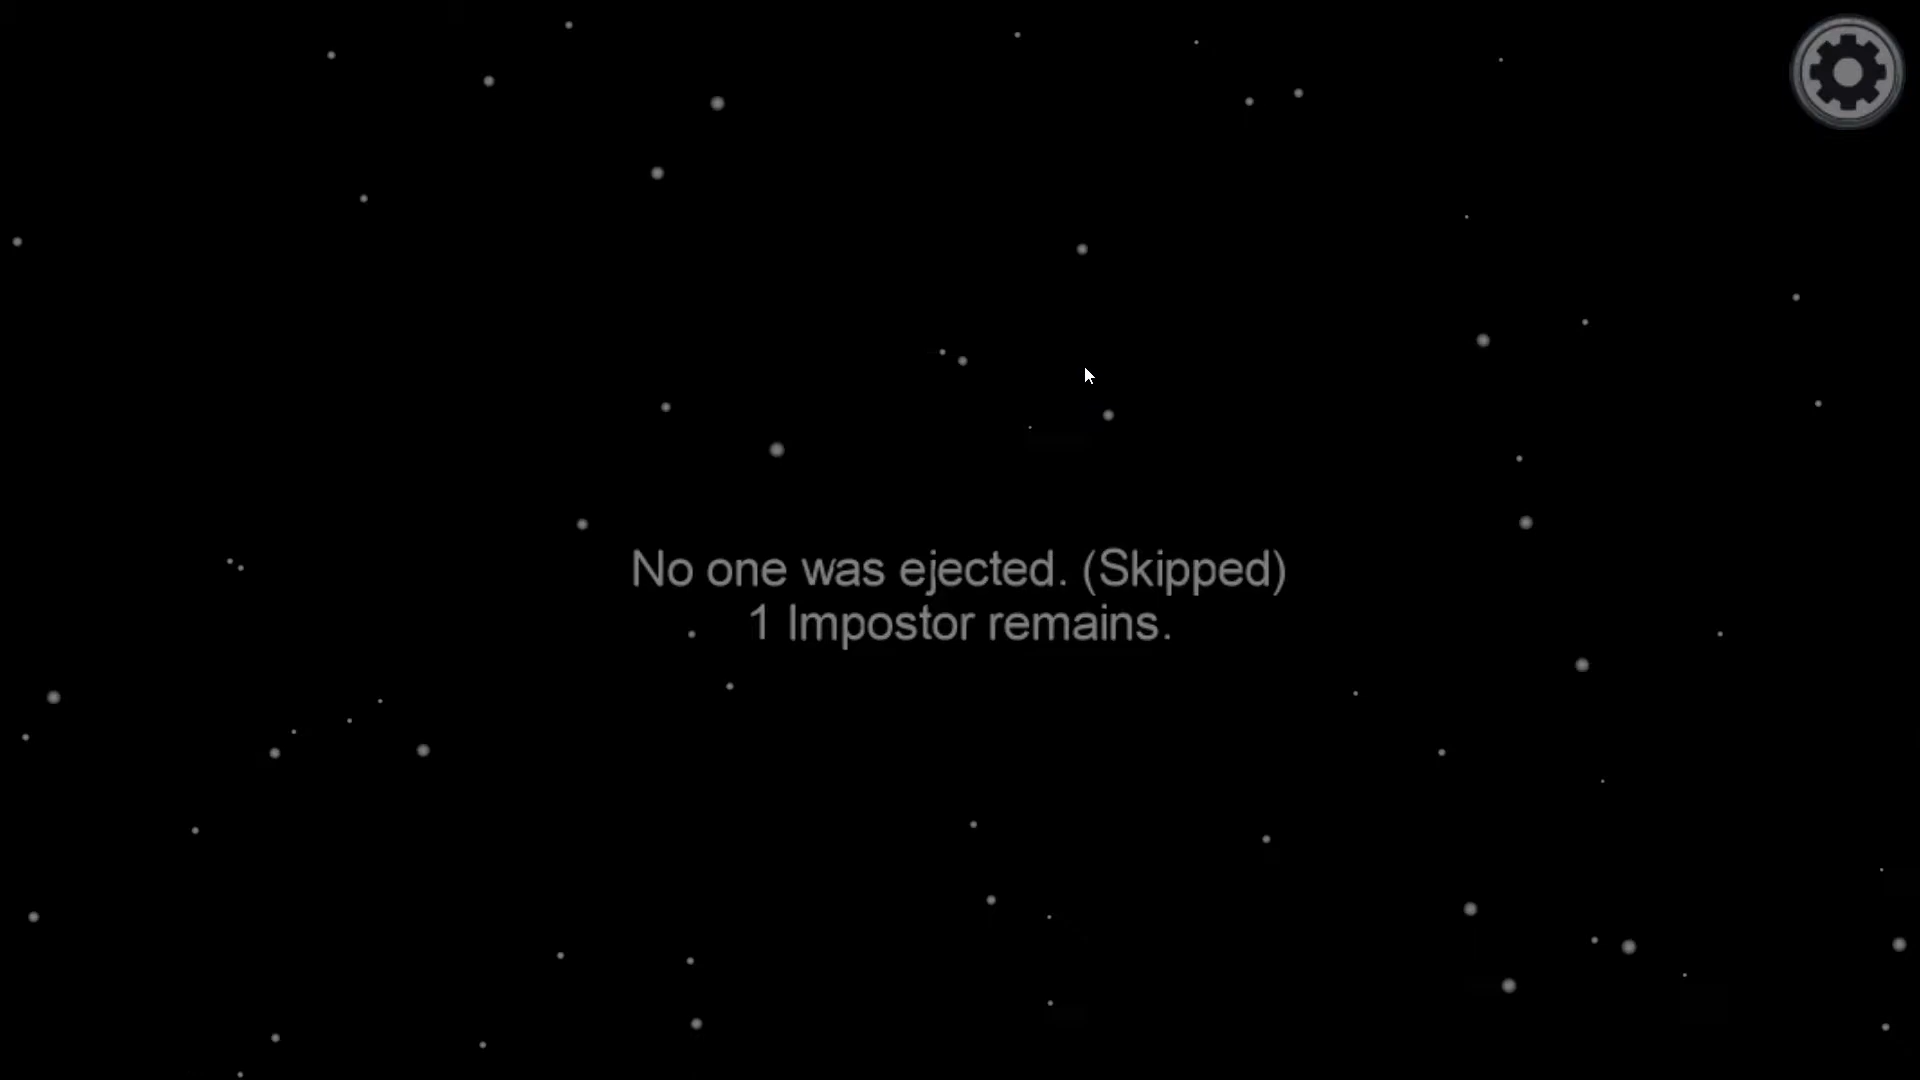 No one was ejected. (Skipped)
1 Impostor remains.